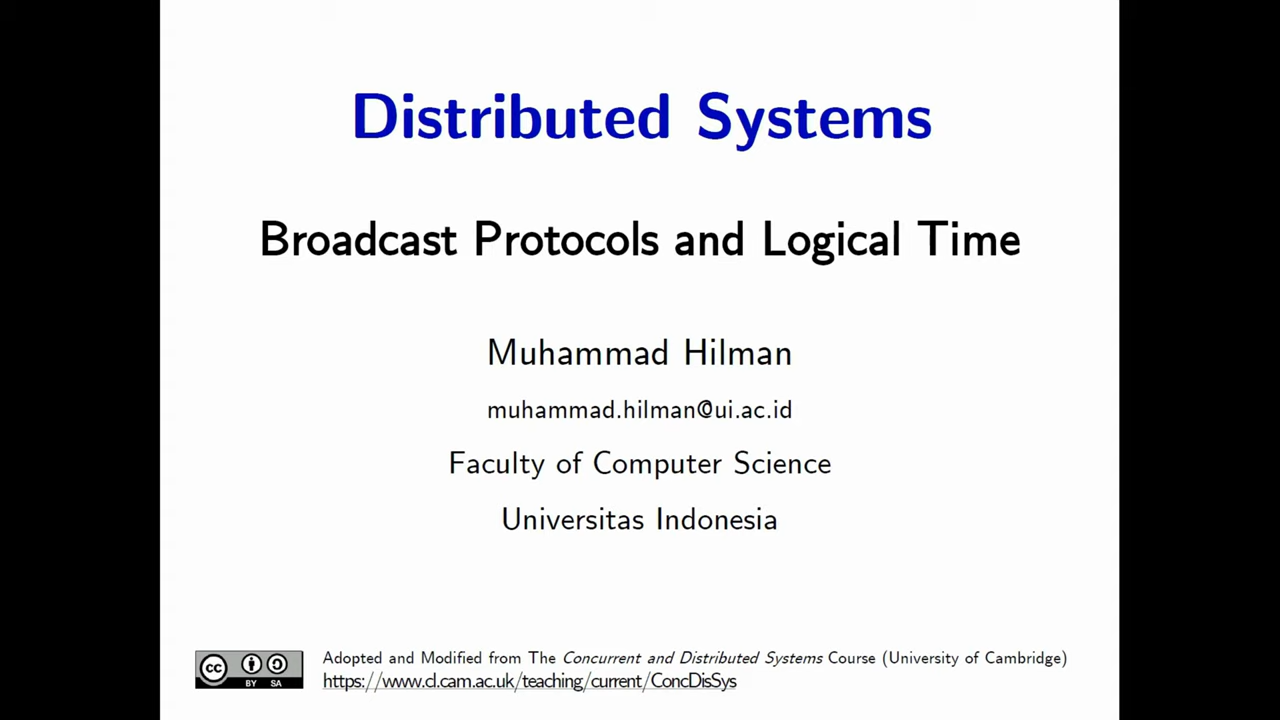 Distributed Systems
Broadcast Protocols and Logical Time
Muhammad Hilman
muhammad.hilman@ui.ac.id
Faculty of Computer Science
Universitas Indonesia
cc BY SA
Adopted and Modified from The Concurrent and Distributed Systems Course (University of Cambridge)
https://www.cl.cam.ac.uk/teaching/current/ConcDisSys